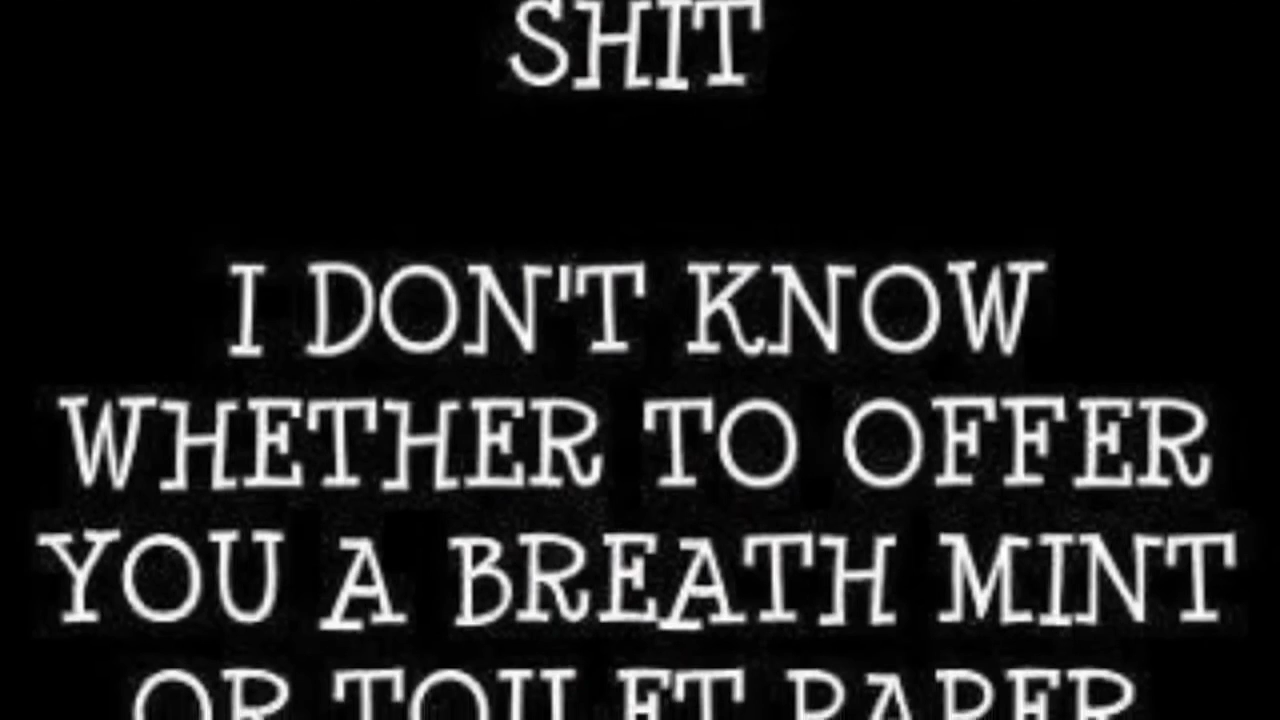 SHIT
I DON'T KNOW
WHETHER TO OFFER
YOU A BREATH MINT
OR TOILET PAPER